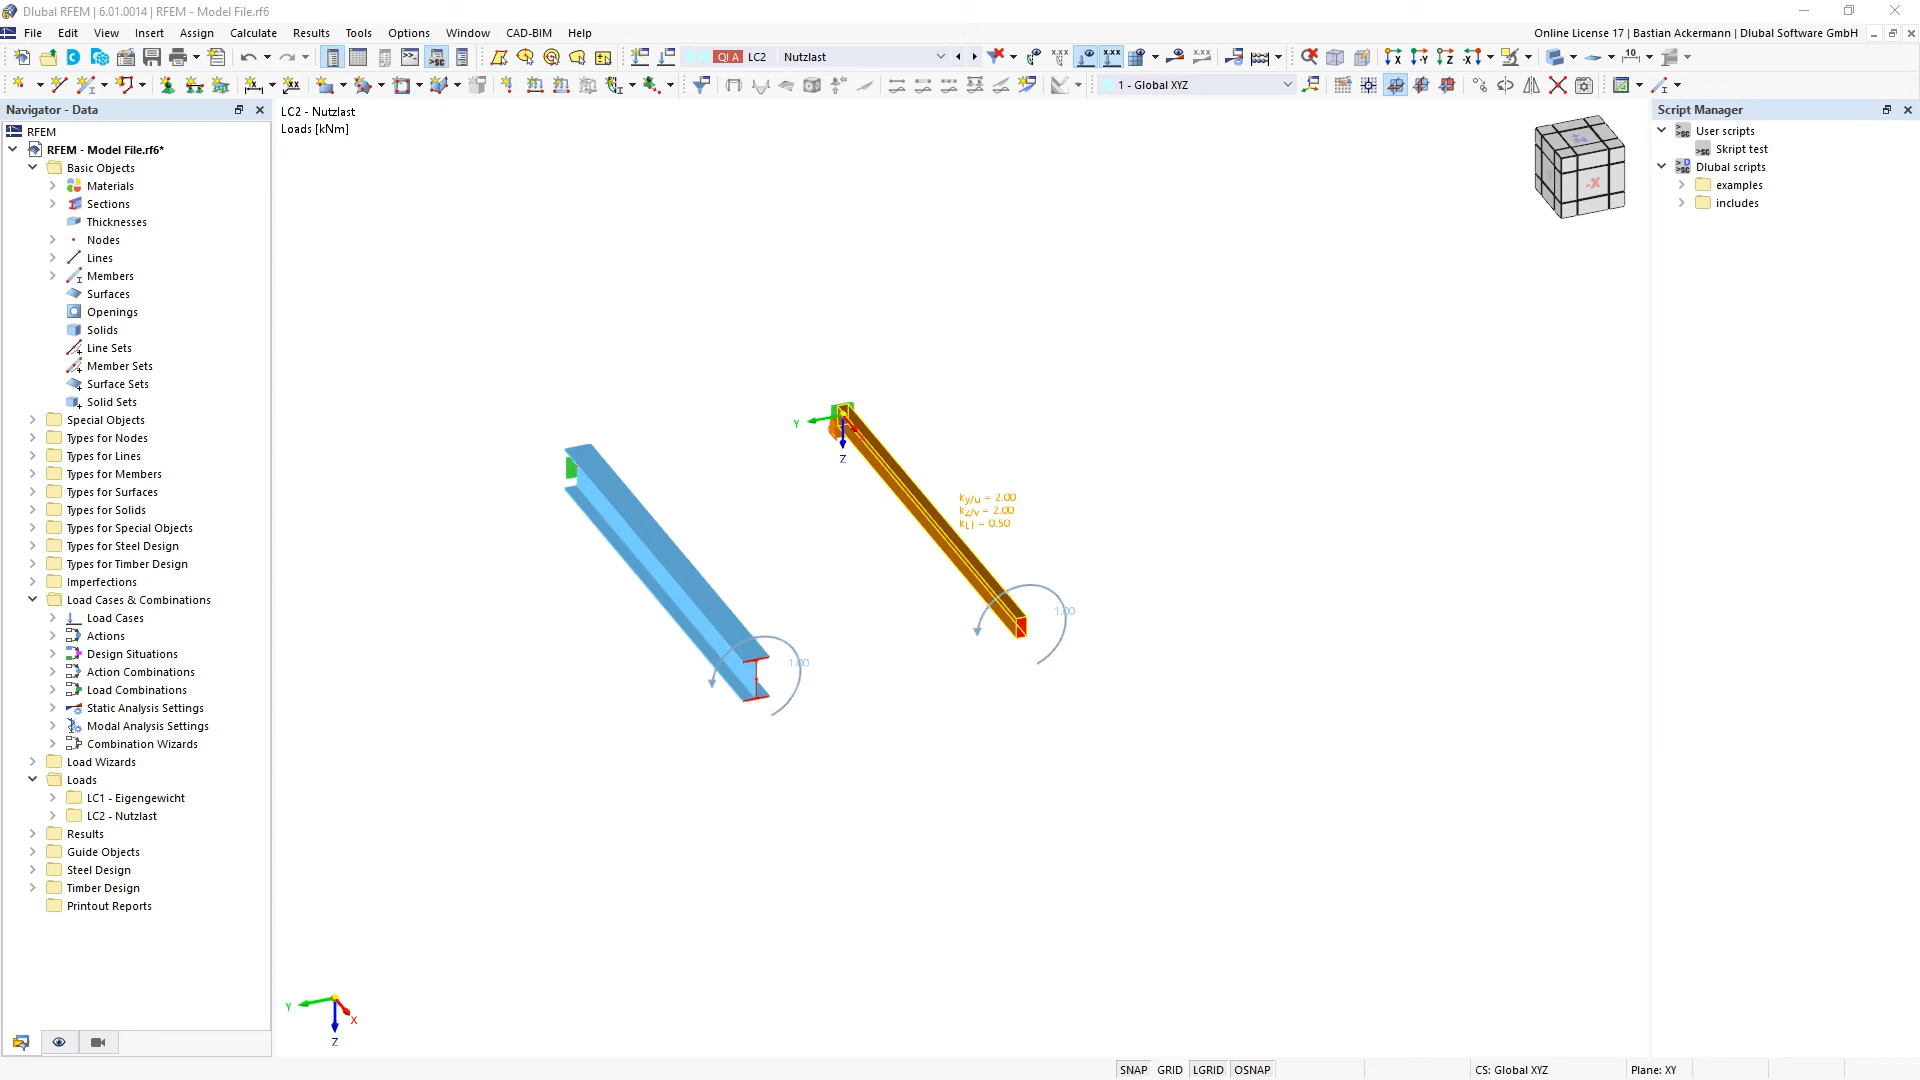 Dlubal RFEM | 6.01.0014 | RFEM - Model File.rf6*
File Edit View Insert Assign Calculate Results Tools Options Window CAD-BIM Help
Online License 17 | Bastian Ackermann | Dlubal Software GmbH
QI A LC2 Nutzlast
1 - Global XYZ
Navigator - Data
RFEM
RFEM - Model File.rf6*
Basic Objects
Materials
Sections
Thicknesses
Nodes
Lines
Members
Surfaces
Openings
Solids
Line Sets
Member Sets
Surface Sets
Solid Sets
Special Objects
Types for Nodes
Types for Lines
Types for Members
Types for Surfaces
Types for Solids
Types for Special Objects
Types for Steel Design
Types for Timber Design
Imperfections
Load Cases & Combinations
Load Cases
Actions
Design Situations
Action Combinations
Load Combinations
Static Analysis Settings
Modal Analysis Settings
Combination Wizards
Load Wizards
Loads
LC1 - Eigengewicht
LC2 - Nutzlast
Results
Guide Objects
Steel Design
Timber Design
Printout Reports
LC2 - Nutzlast
Loads [kNm]
Y
Z
ky/u = 2.00
kz/v = 2.00
kLT = 0.50
1.00
1.00
Y
X
Z
-X
Script Manager
User scripts
Skript test
Dlubal scripts
examples
includes
SNAP GRID LGRID OSNAP
CS: Global XYZ
Plane: XY